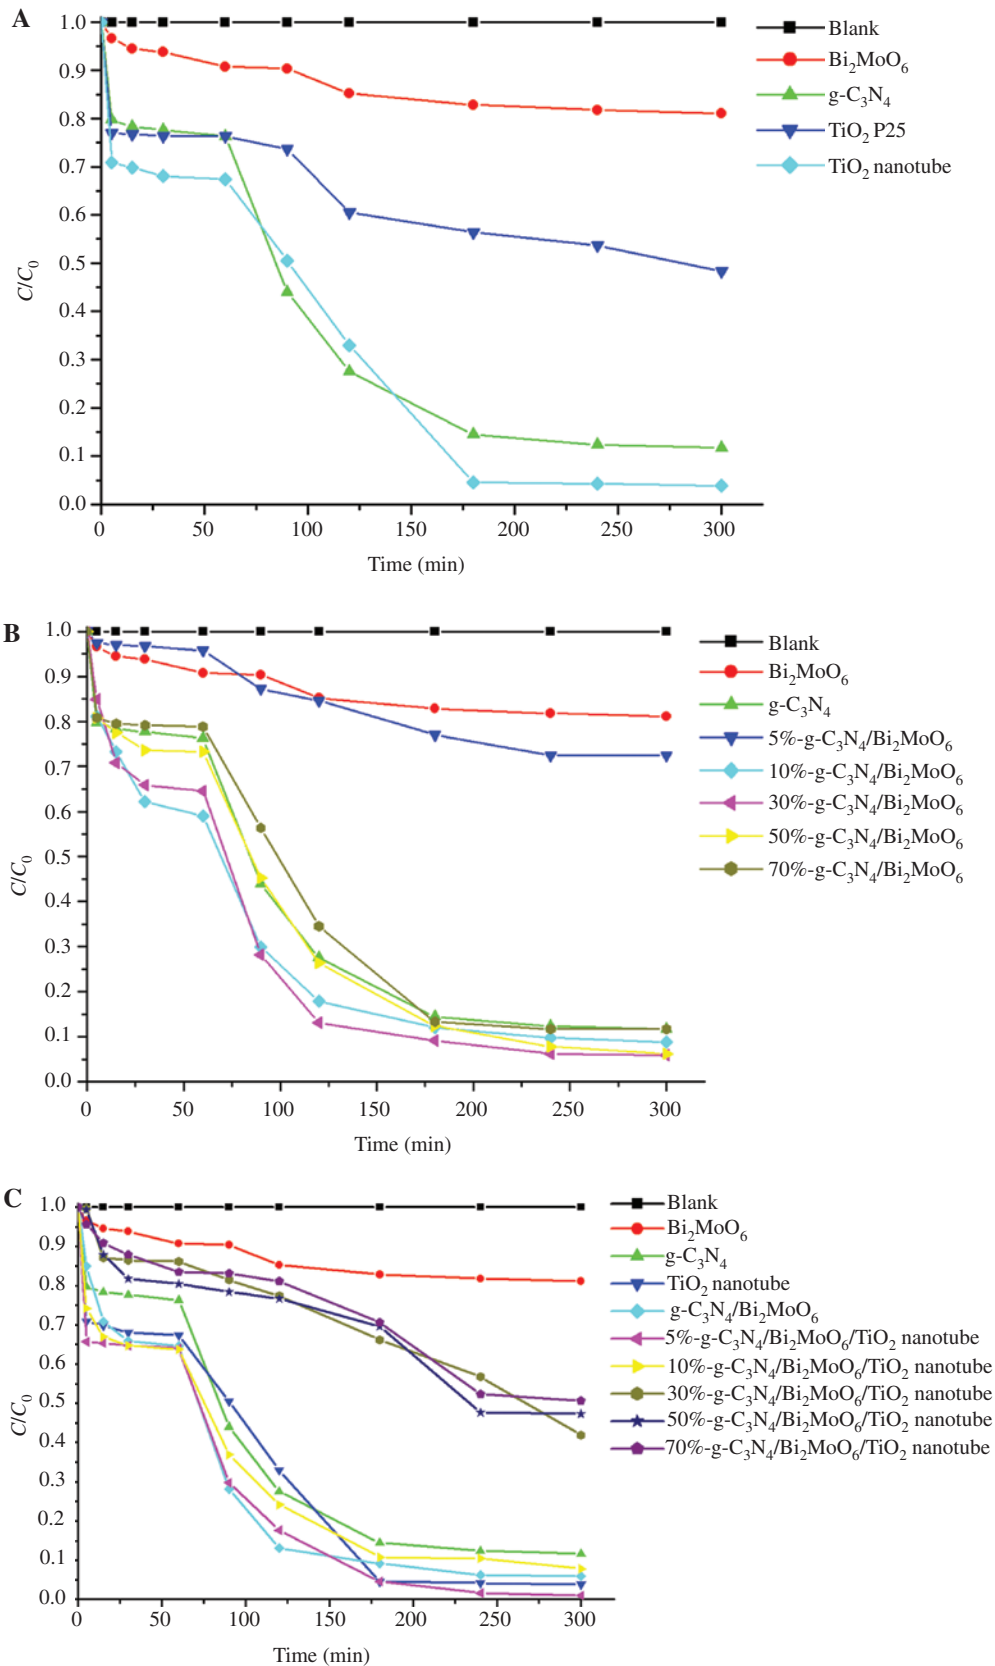 A
1.0
0.9
0.8
0.7
0.6
0.5
0.4
0.3
0.2
0.1
0.0
C/C₀
0 50 100 150 200 250 300
Time (min)
Blank
Bi₂MoO₆
g-C₃N₄
TiO₂ P25
TiO₂ nanotube
B
1.0
0.9
0.8
0.7
0.6
0.5
0.4
0.3
0.2
0.1
0.0
C/C₀
0 50 100 150 200 250 300
Time (min)
Blank
Bi₂MoO₆
g-C₃N₄
5%-g-C₃N₄/Bi₂MoO₆
10%-g-C₃N₄/Bi₂MoO₆
30%-g-C₃N₄/Bi₂MoO₆
50%-g-C₃N₄/Bi₂MoO₆
70%-g-C₃N₄/Bi₂MoO₆
C
1.0
0.9
0.8
0.7
0.6
0.5
0.4
0.3
0.2
0.1
0.0
C/C₀
0 50 100 150 200 250 300
Time (min)
Blank
Bi₂MoO₆
g-C₃N₄
TiO₂ nanotube
g-C₃N₄/Bi₂MoO₆
5%-g-C₃N₄/Bi₂MoO₆/TiO₂ nanotube
10%-g-C₃N₄/Bi₂MoO₆/TiO₂ nanotube
30%-g-C₃N₄/Bi₂MoO₆/TiO₂ nanotube
50%-g-C₃N₄/Bi₂MoO₆/TiO₂ nanotube
70%-g-C₃N₄/Bi₂MoO₆/TiO₂ nanotube